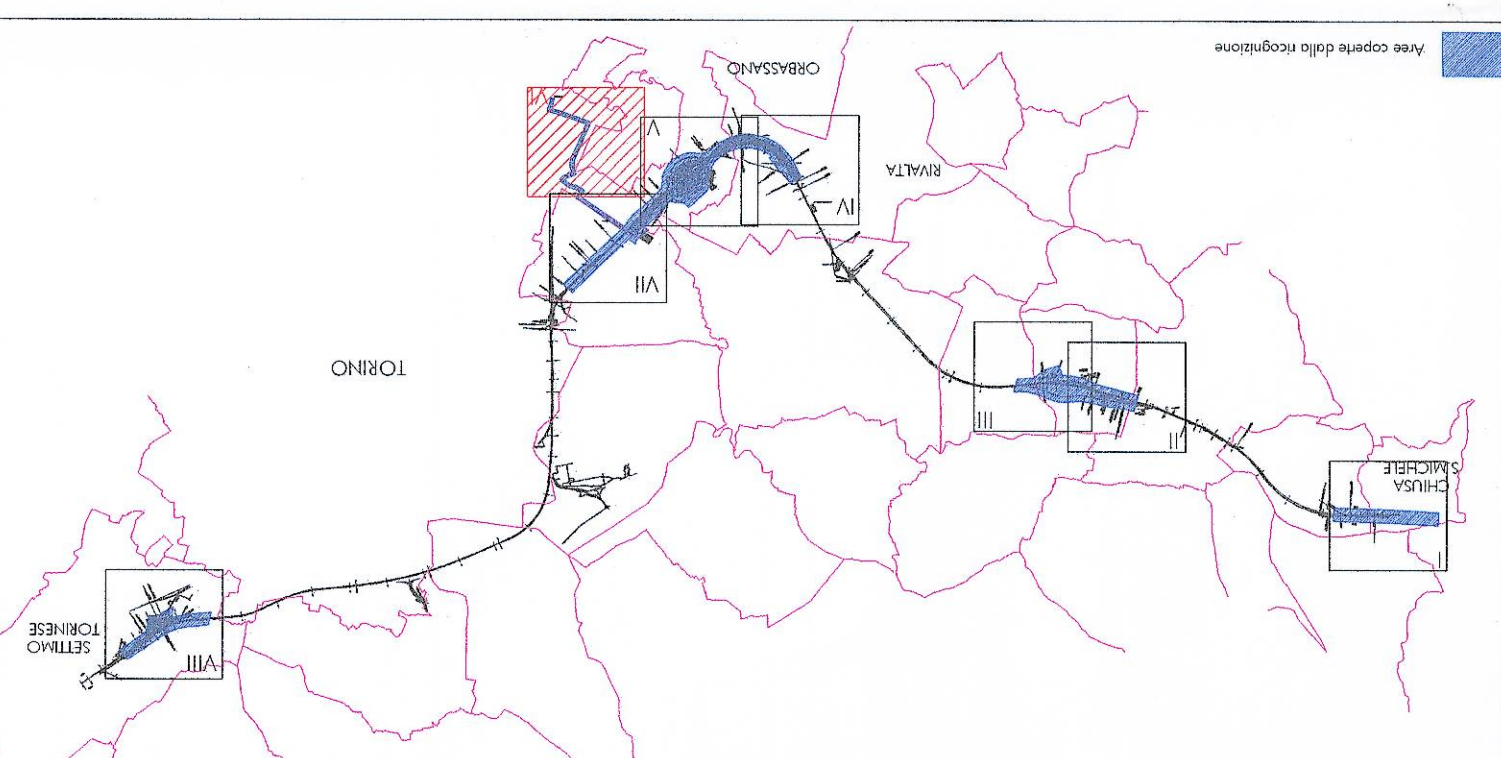 I
CHIUSA
S.MICHELE
II
III
IV
RIVALTA
ORBASSANO
V
VI
VII
TORINO
VIII
SETTIMO
TORINESE
Aree coperte dalla ricognizione